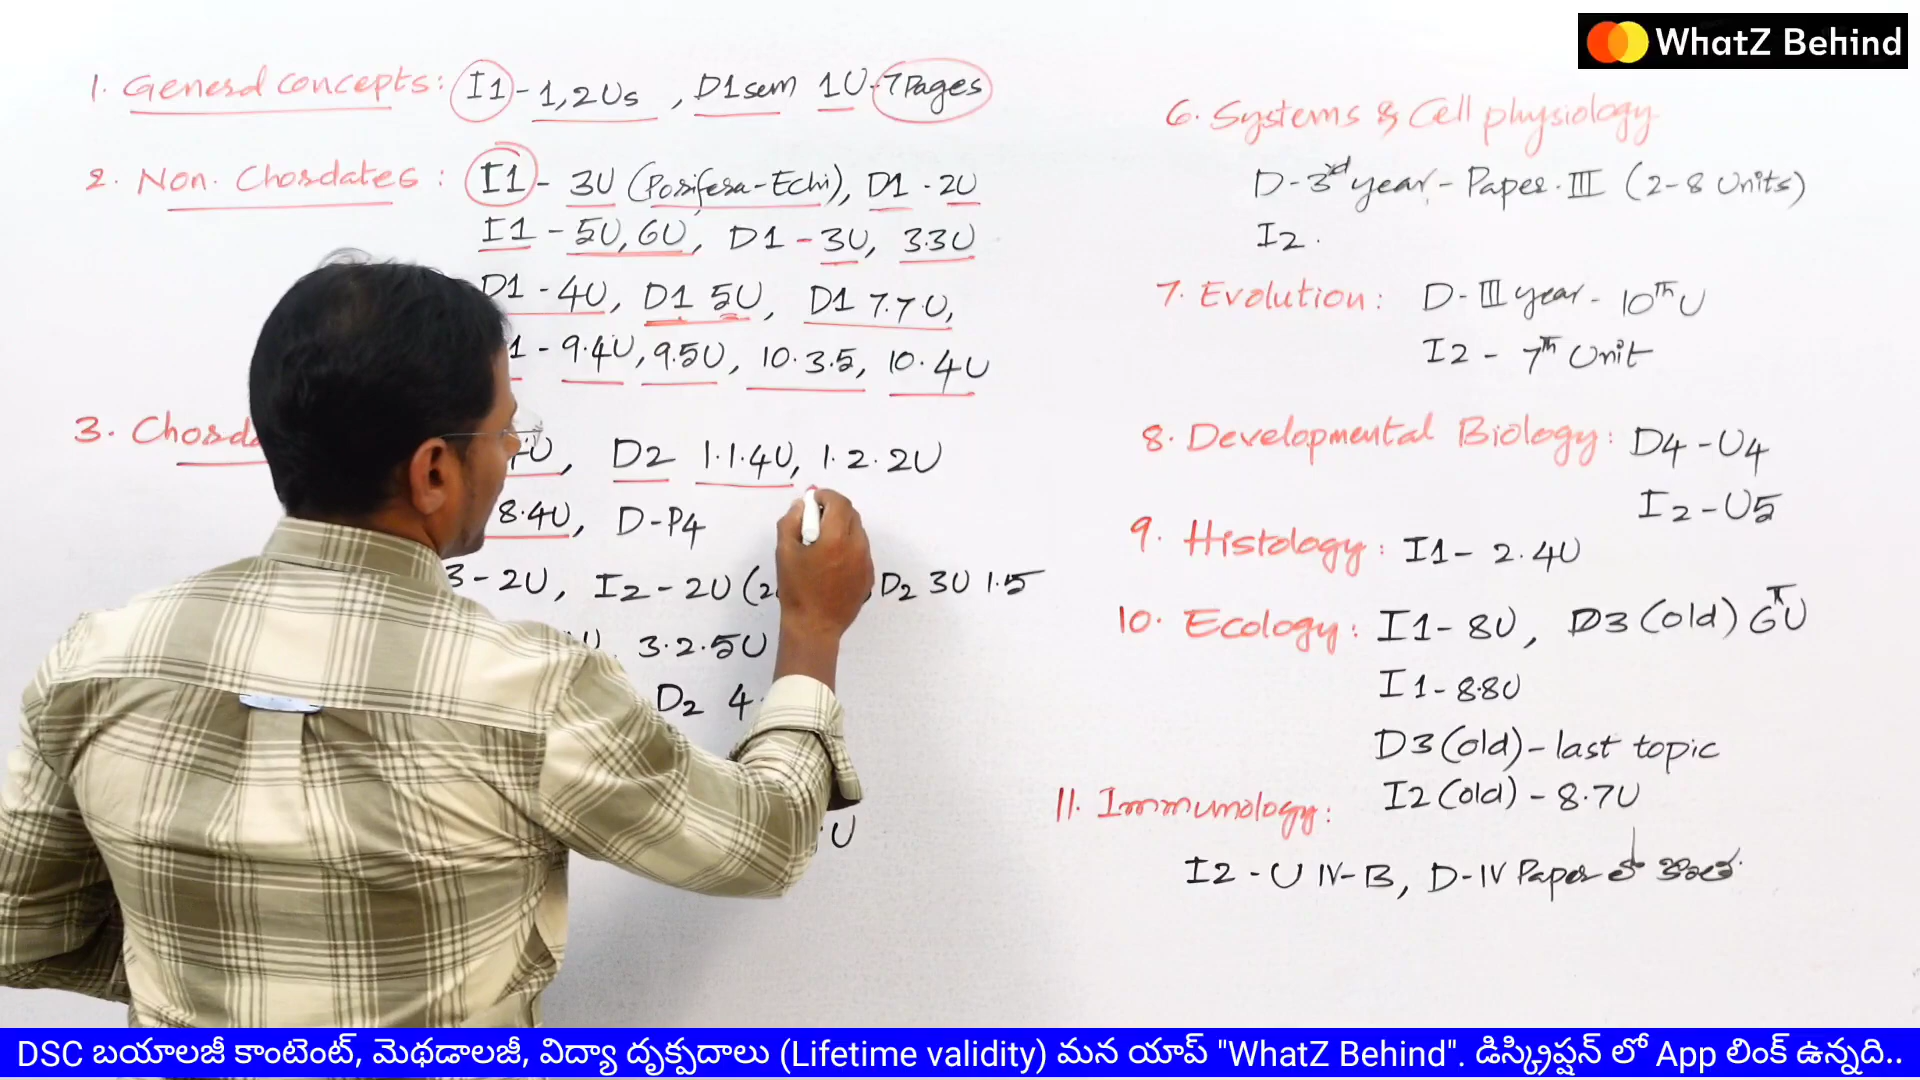 WhatZ Behind
1. General concepts: I1 - 1,2Us, D1sem 1U-7Pages
2. Non. Chordates: I1 - 3U (Porifera-Echi), D1 - 2U
I1 - 5U, 6U, D1 - 3U, 3.3U
D1 - 4U, D1 5U, D1 7.7.U,
1 - 9.4U, 9.5U, 10.3.5, 10.4U
3. Chorda U, D2 1.1.4U, 1.2.2U
8.4U, D-P4
3-2U, I2-2U D2 3U 1.5
3.2.5U
D2 4.
U
6. Systems & Cell physiology
D-3rd year - Paper.III (2-8 Units)
I2.
7. Evolution: D-III year - 10th U
I2 - 7th Unit
8. Developmental Biology: D4-U4
I2-U5
9. Histology: I1- 2.4U
10. Ecology: I1-8U, D3(old) 6U
I1-8.8U
D3(old)-last topic
I2(old)-8.7U
11. Immunology:
I2-U IV-B, D-IV Paper లో కొంత
DSC బయాలజీ కాంటెంట్, మెథడాలజీ, విద్యా దృక్పదాలు (Lifetime validity) మన యాప్ "WhatZ Behind". డిస్క్రిప్షన్ లో App లింక్ ఉన్నది..